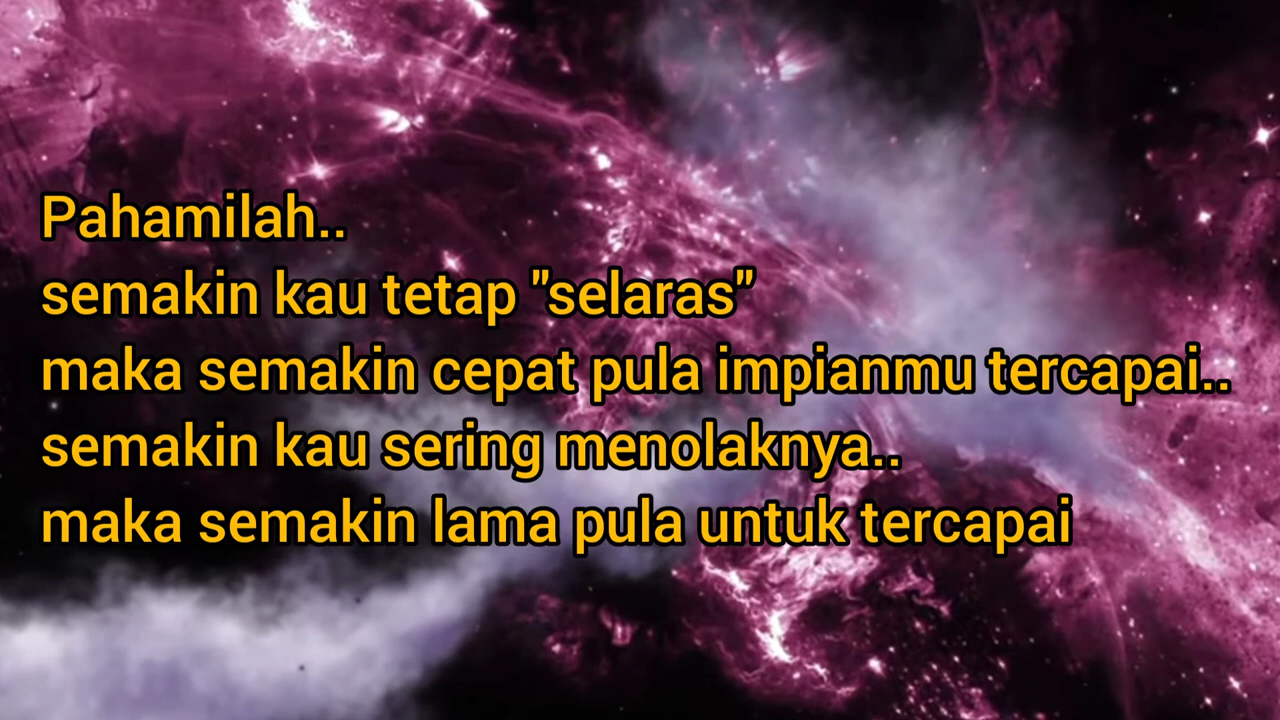 Pahamilah..
semakin kau tetap "selaras"
maka semakin cepat pula impianmu tercapai..
semakin kau sering menolaknya..
maka semakin lama pula untuk tercapai